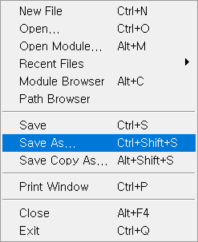 New File Ctrl+N
Open... Ctrl+O
Open Module... Alt+M
Recent Files
Module Browser Alt+C
Path Browser
Save Ctrl+S
Save As... Ctrl+Shift+S
Save Copy As... Alt+Shift+S
Print Window Ctrl+P
Close Alt+F4
Exit Ctrl+Q